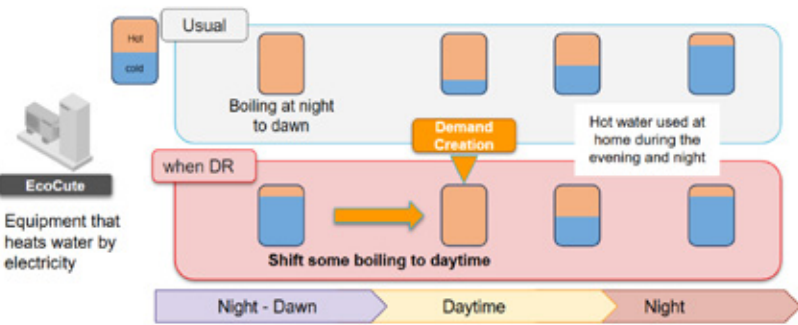 Usual
Hot
cold
Boiling at night
to dawn
Demand
Creation
Hot water used at
home during the
evening and night
EcoCute
when DR
Equipment that
heats water by
electricity
Shift some boiling to daytime
Night - Dawn
Daytime
Night